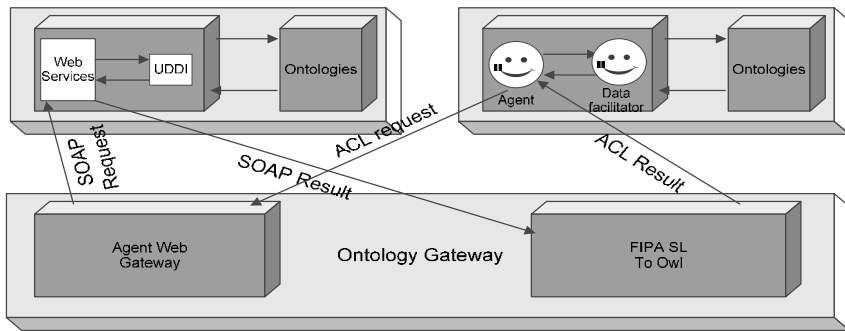 Web
Services
UDDI
Ontologies
Agent
Data
facilitator
Ontologies
SOAP
Request
SOAP Result
ACL request
ACL Result
Agent Web
Gateway
Ontology Gateway
FIPA SL
To Owl